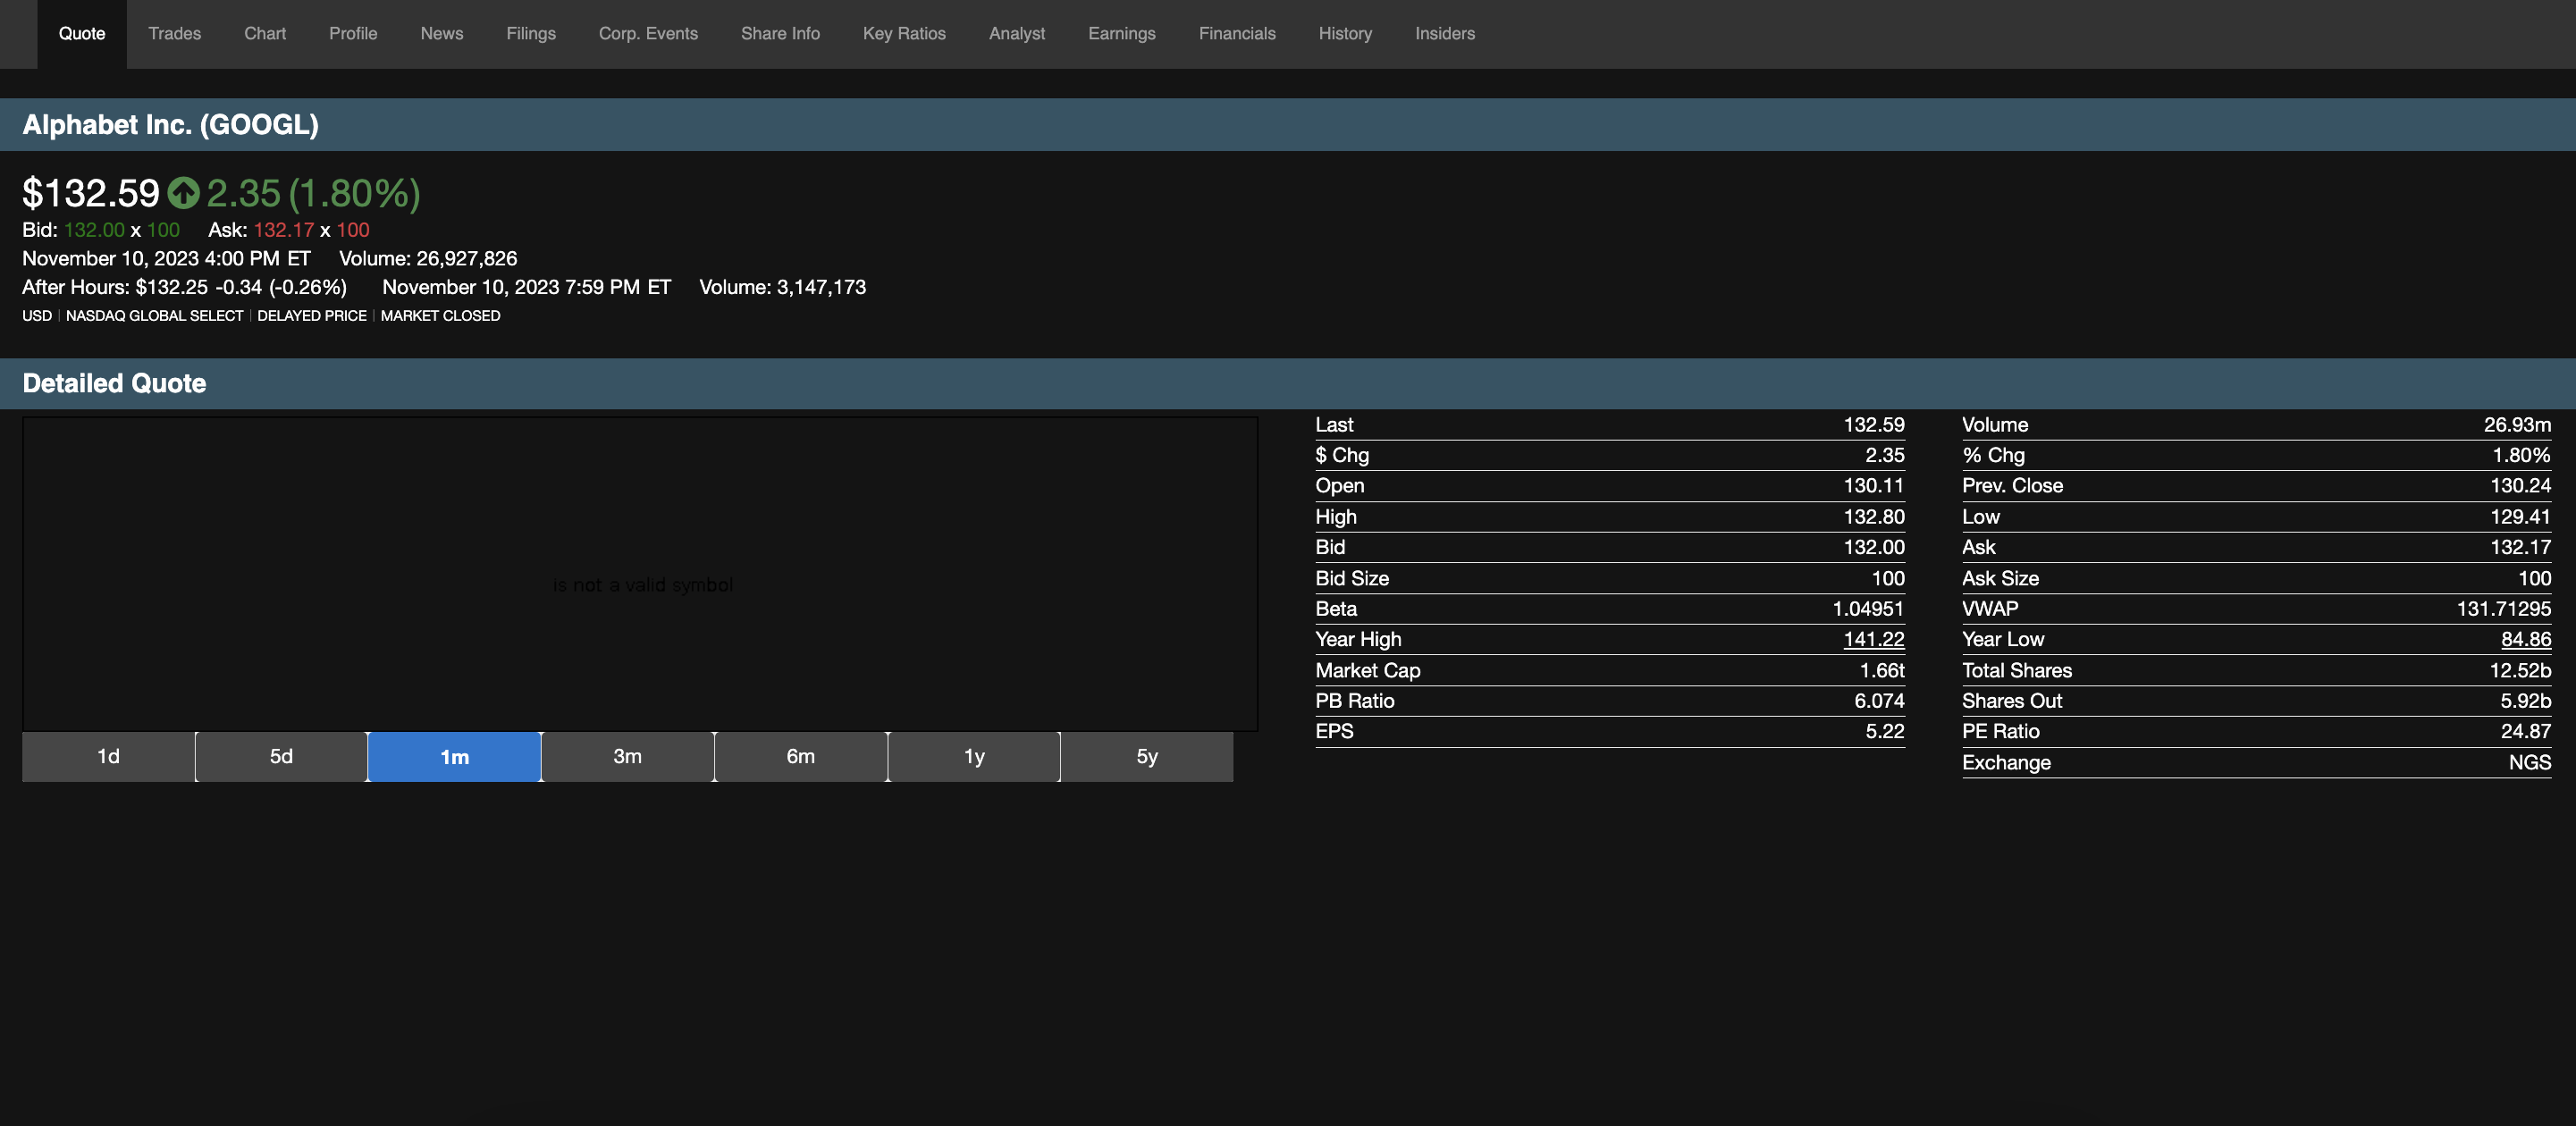 Quote Trades Chart Profile News Filings Corp. Events Share Info Key Ratios Analyst Earnings Financials History Insiders
Alphabet Inc. (GOOGL)
$132.59 2.35 (1.80%)
Bid: 132.00 x 100 Ask: 132.17 x 100
November 10, 2023 4:00 PM ET Volume: 26,927,826
After Hours: $132.25 -0.34 (-0.26%) November 10, 2023 7:59 PM ET Volume: 3,147,173
USD | NASDAQ GLOBAL SELECT | DELAYED PRICE | MARKET CLOSED
Detailed Quote
is not a valid symbol
1d 5d 1m 3m 6m 1y 5y
Last 132.59
$ Chg 2.35
Open 130.11
High 132.80
Bid 132.00
Bid Size 100
Beta 1.04951
Year High 141.22
Market Cap 1.66t
PB Ratio 6.074
EPS 5.22
Volume 26.93m
% Chg 1.80%
Prev. Close 130.24
Low 129.41
Ask 132.17
Ask Size 100
VWAP 131.71295
Year Low 84.86
Total Shares 12.52b
Shares Out 5.92b
PE Ratio 24.87
Exchange NGS